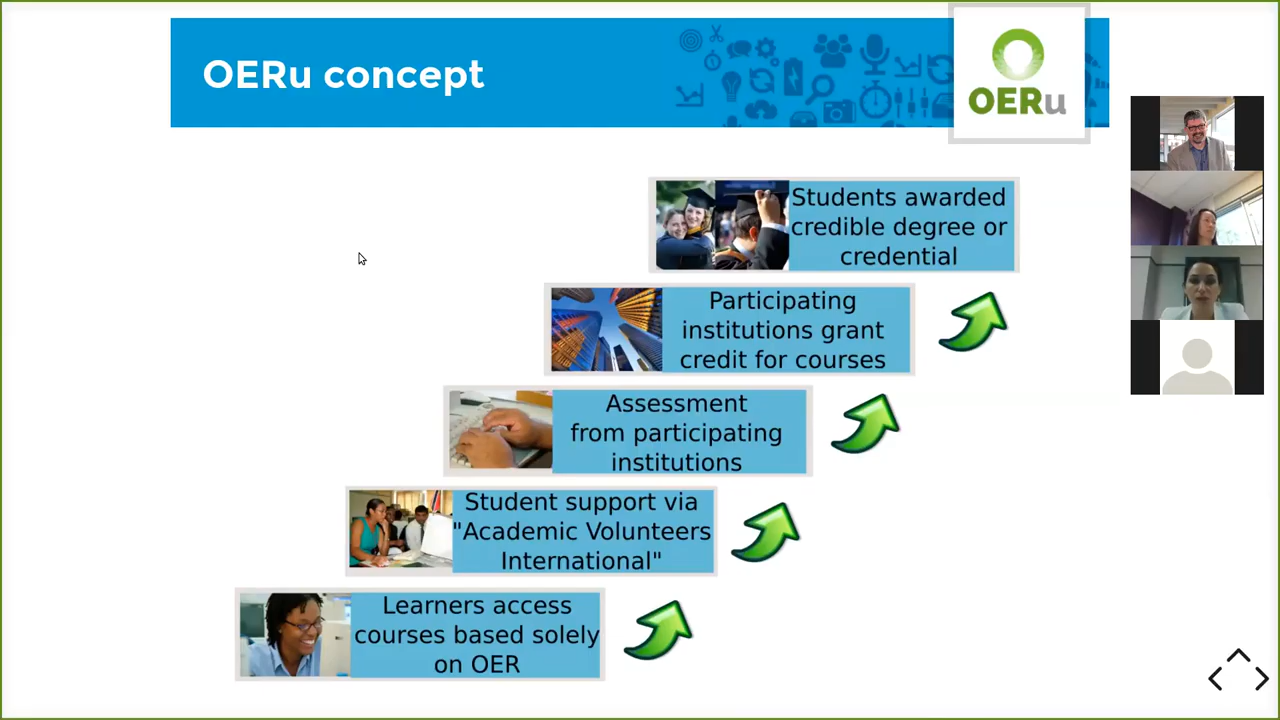 OERu concept
OERu
Students awarded
credible degree or
credential
Participating
institutions grant
credit for courses
Assessment
from participating
institutions
Student support via
"Academic Volunteers
International"
Learners access
courses based solely
on OER